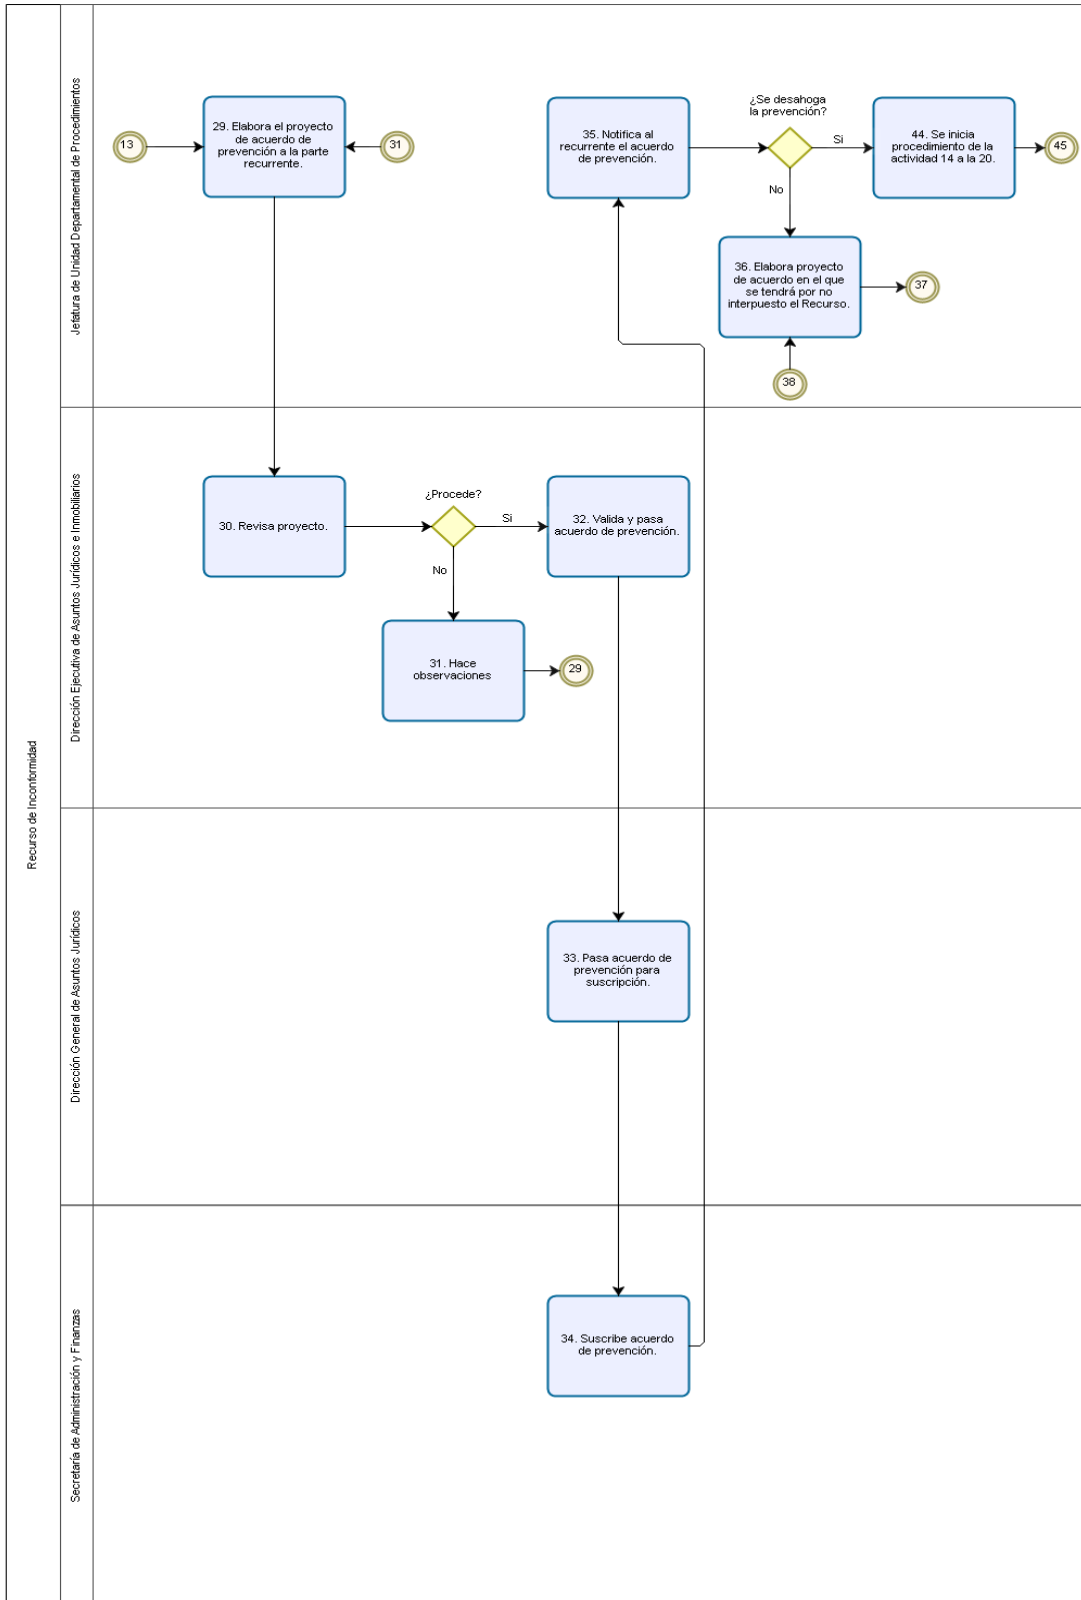 Recurso de Inconformidad
Jefatura de Unidad Departamental de Procedimientos
13
29. Elabora el proyecto
de acuerdo de
prevención a la parte
recurrente.
31
35. Notifica al
recurrente el acuerdo
de prevención.
¿Se desahoga
la prevención?
Si
No
44. Se inicia
procedimiento de la
actividad 14 a la 20.
45
36. Elabora proyecto
de acuerdo en el que
se tendrá por no
interpuesto el Recurso.
37
38
Dirección Ejecutiva de Asuntos Jurídicos e Inmobiliarios
30. Revisa proyecto.
¿Procede?
Si
No
32. Valida y pasa
acuerdo de prevención.
31. Hace
observaciones
29
Dirección General de Asuntos Jurídicos
33. Pasa acuerdo de
prevención para
suscripción.
Secretaría de Administración y Finanzas
34. Suscribe acuerdo
de prevención.